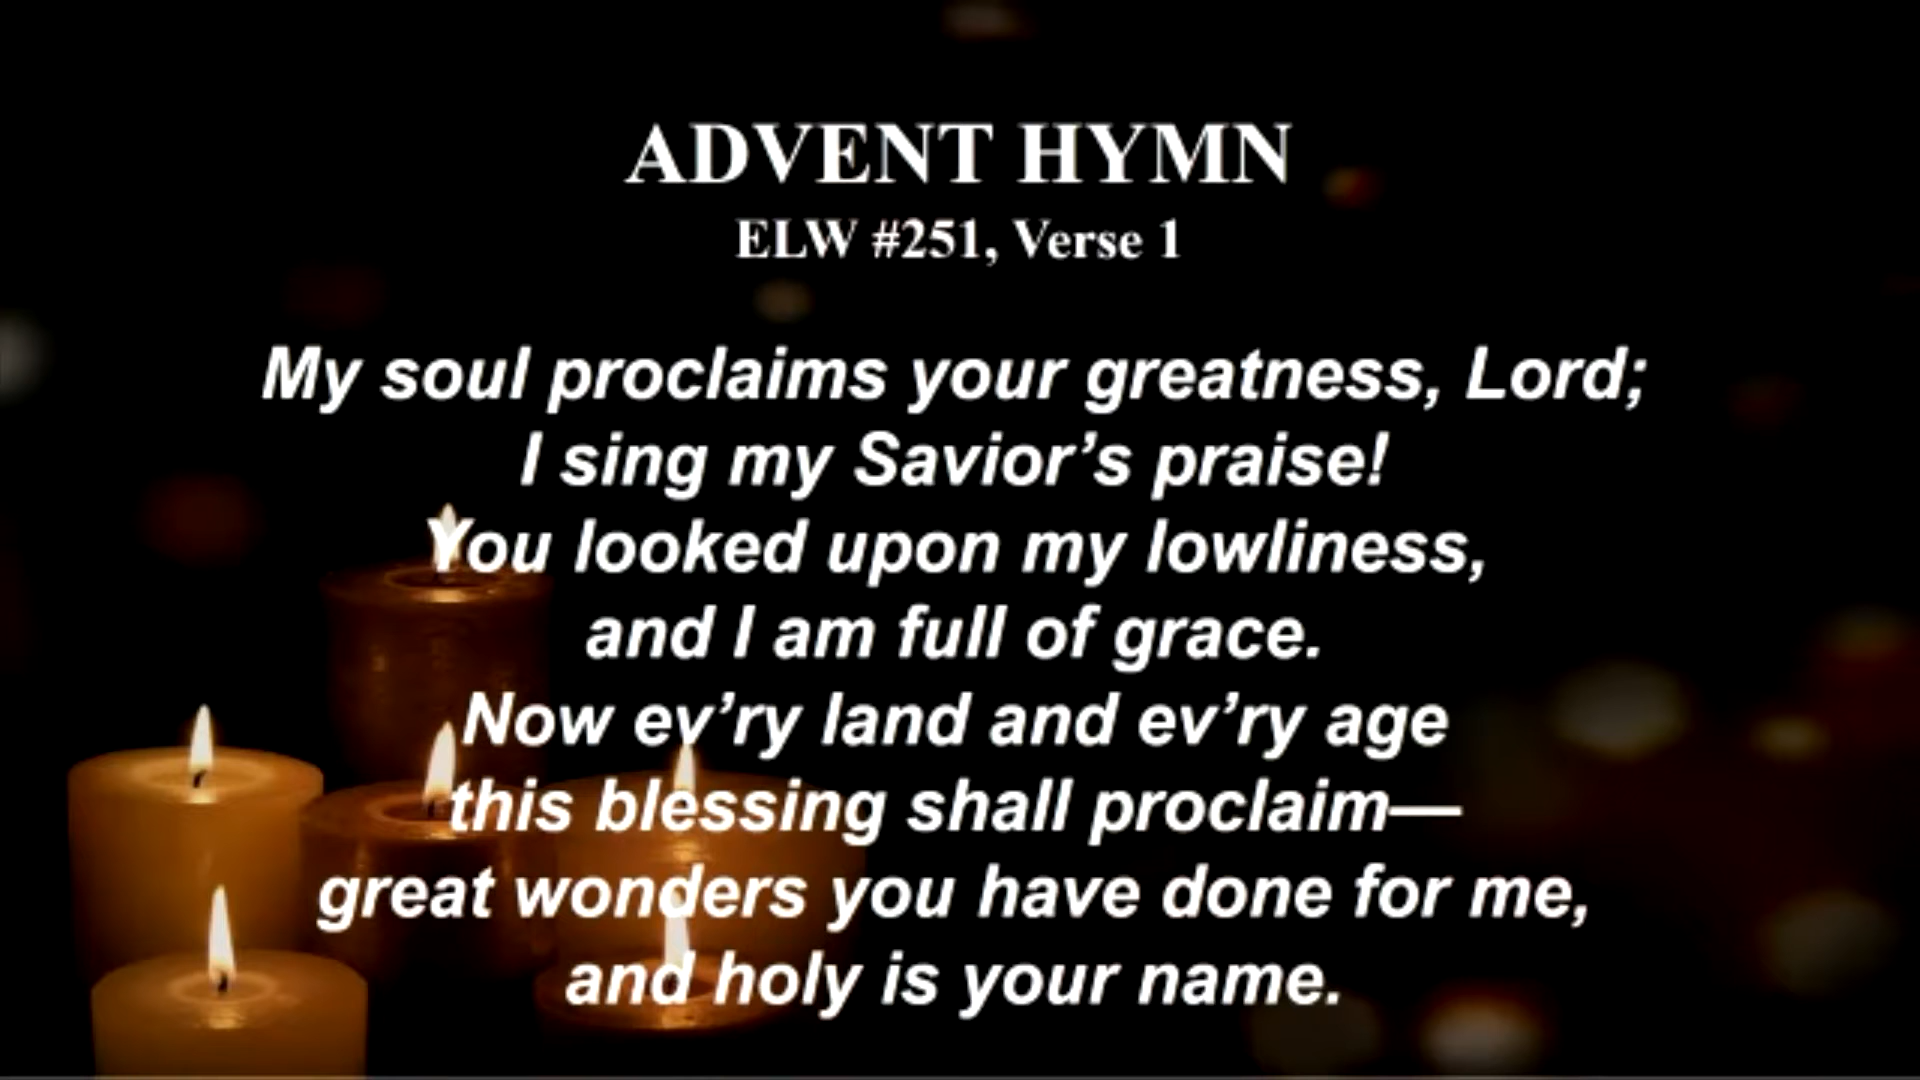 ADVENT HYMN
ELW #251, Verse 1
My soul proclaims your greatness, Lord;
I sing my Savior’s praise!
You looked upon my lowliness,
and I am full of grace.
Now ev’ry land and ev’ry age
this blessing shall proclaim—
great wonders you have done for me,
and holy is your name.